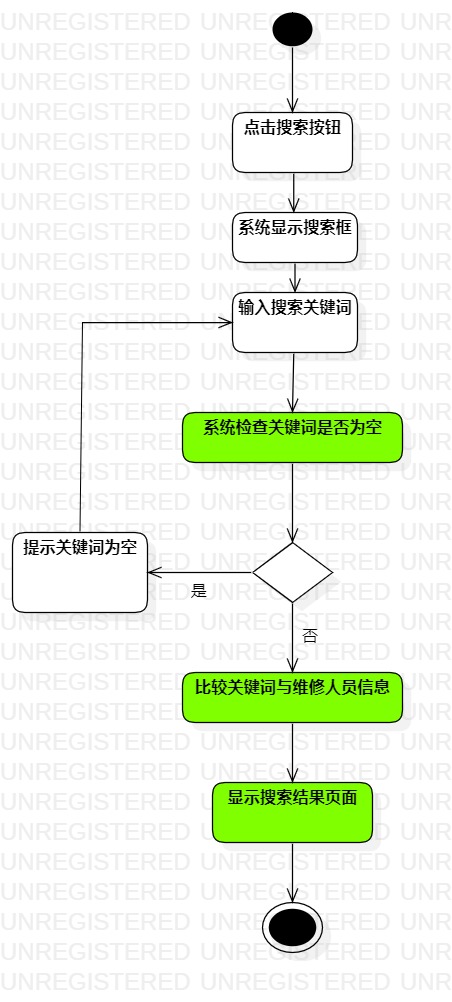 点击搜索按钮
系统显示搜索框
输入搜索关键词
系统检查关键词是否为空
提示关键词为空
是
否
比较关键词与维修人员信息
显示搜索结果页面
UNREGISTERED